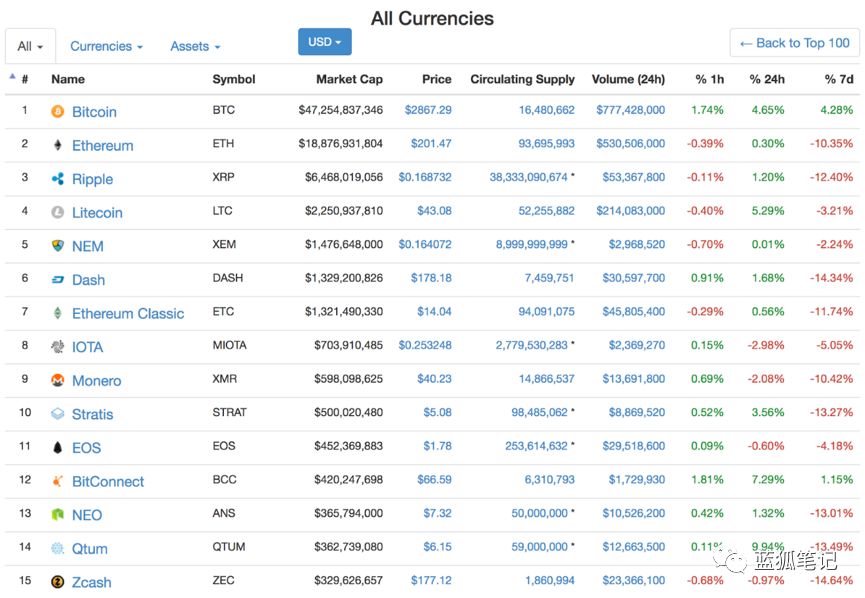 All Currencies
All Currencies Assets USD ← Back to Top 100
# Name Symbol Market Cap Price Circulating Supply Volume (24h) % 1h % 24h % 7d
1 Bitcoin BTC $47,254,837,346 $2867.29 16,480,662 $777,428,000 1.74% 4.65% 4.28%
2 Ethereum ETH $18,876,931,804 $201.47 93,695,993 $530,506,000 -0.39% 0.30% -10.35%
3 Ripple XRP $6,468,019,056 $0.168732 38,333,090,674 * $53,367,800 -0.11% 1.20% -12.40%
4 Litecoin LTC $2,250,937,810 $43.08 52,255,882 $214,083,000 -0.40% 5.29% -3.21%
5 NEM XEM $1,476,648,000 $0.164072 8,999,999,999 * $2,968,520 -0.70% 0.01% -2.24%
6 Dash DASH $1,329,200,826 $178.18 7,459,751 $30,597,700 0.91% 1.68% -14.34%
7 Ethereum Classic ETC $1,321,490,330 $14.04 94,091,075 $45,805,400 -0.29% 0.56% -11.74%
8 IOTA MIOTA $703,910,485 $0.253248 2,779,530,283 * $2,369,270 0.15% -2.98% -5.05%
9 Monero XMR $598,098,625 $40.23 14,866,537 $13,691,800 0.69% -2.08% -10.42%
10 Stratis STRAT $500,020,480 $5.08 98,485,062 * $8,869,520 0.52% 3.56% -13.27%
11 EOS EOS $452,369,883 $1.78 253,614,632 * $29,518,600 0.09% -0.60% -4.18%
12 BitConnect BCC $420,247,698 $66.59 6,310,793 $1,729,930 1.81% 7.29% 1.15%
13 NEO ANS $365,794,000 $7.32 50,000,000 * $10,526,200 0.42% 1.32% -13.01%
14 Qtum QTUM $362,739,080 $6.15 59,000,000 * $12,663,500 0.11% 9.94% -13.49%
蓝狐笔记
15 Zcash ZEC $329,626,657 $177.12 1,860,994 $23,366,100 -0.68% -0.97% -14.64%